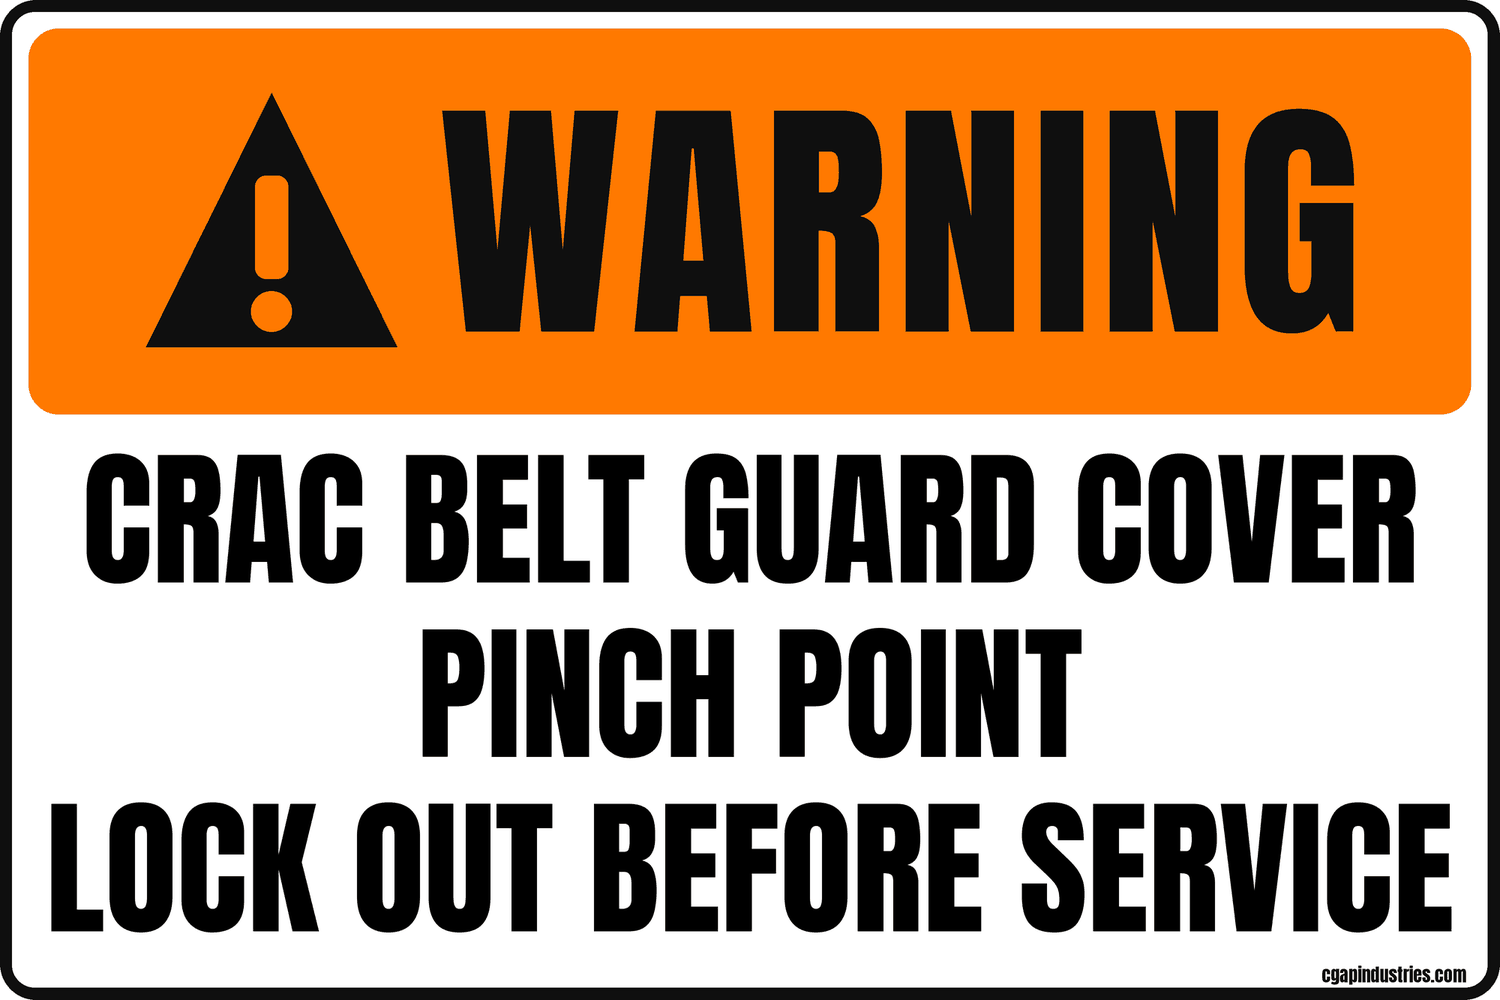 WARNING
CRAC BELT GUARD COVER
PINCH POINT
LOCK OUT BEFORE SERVICE
cgapindustries.com